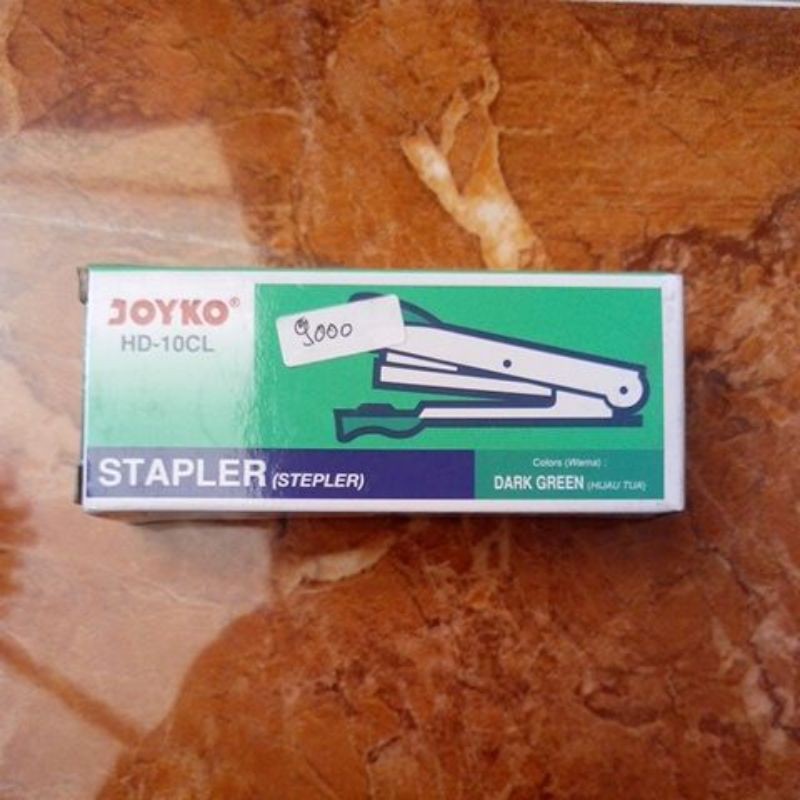 JOYKO®
HD-10CL
9000
STAPLER (STEPLER)
Colors (Warna) :
DARK GREEN (HIJAU TUA)